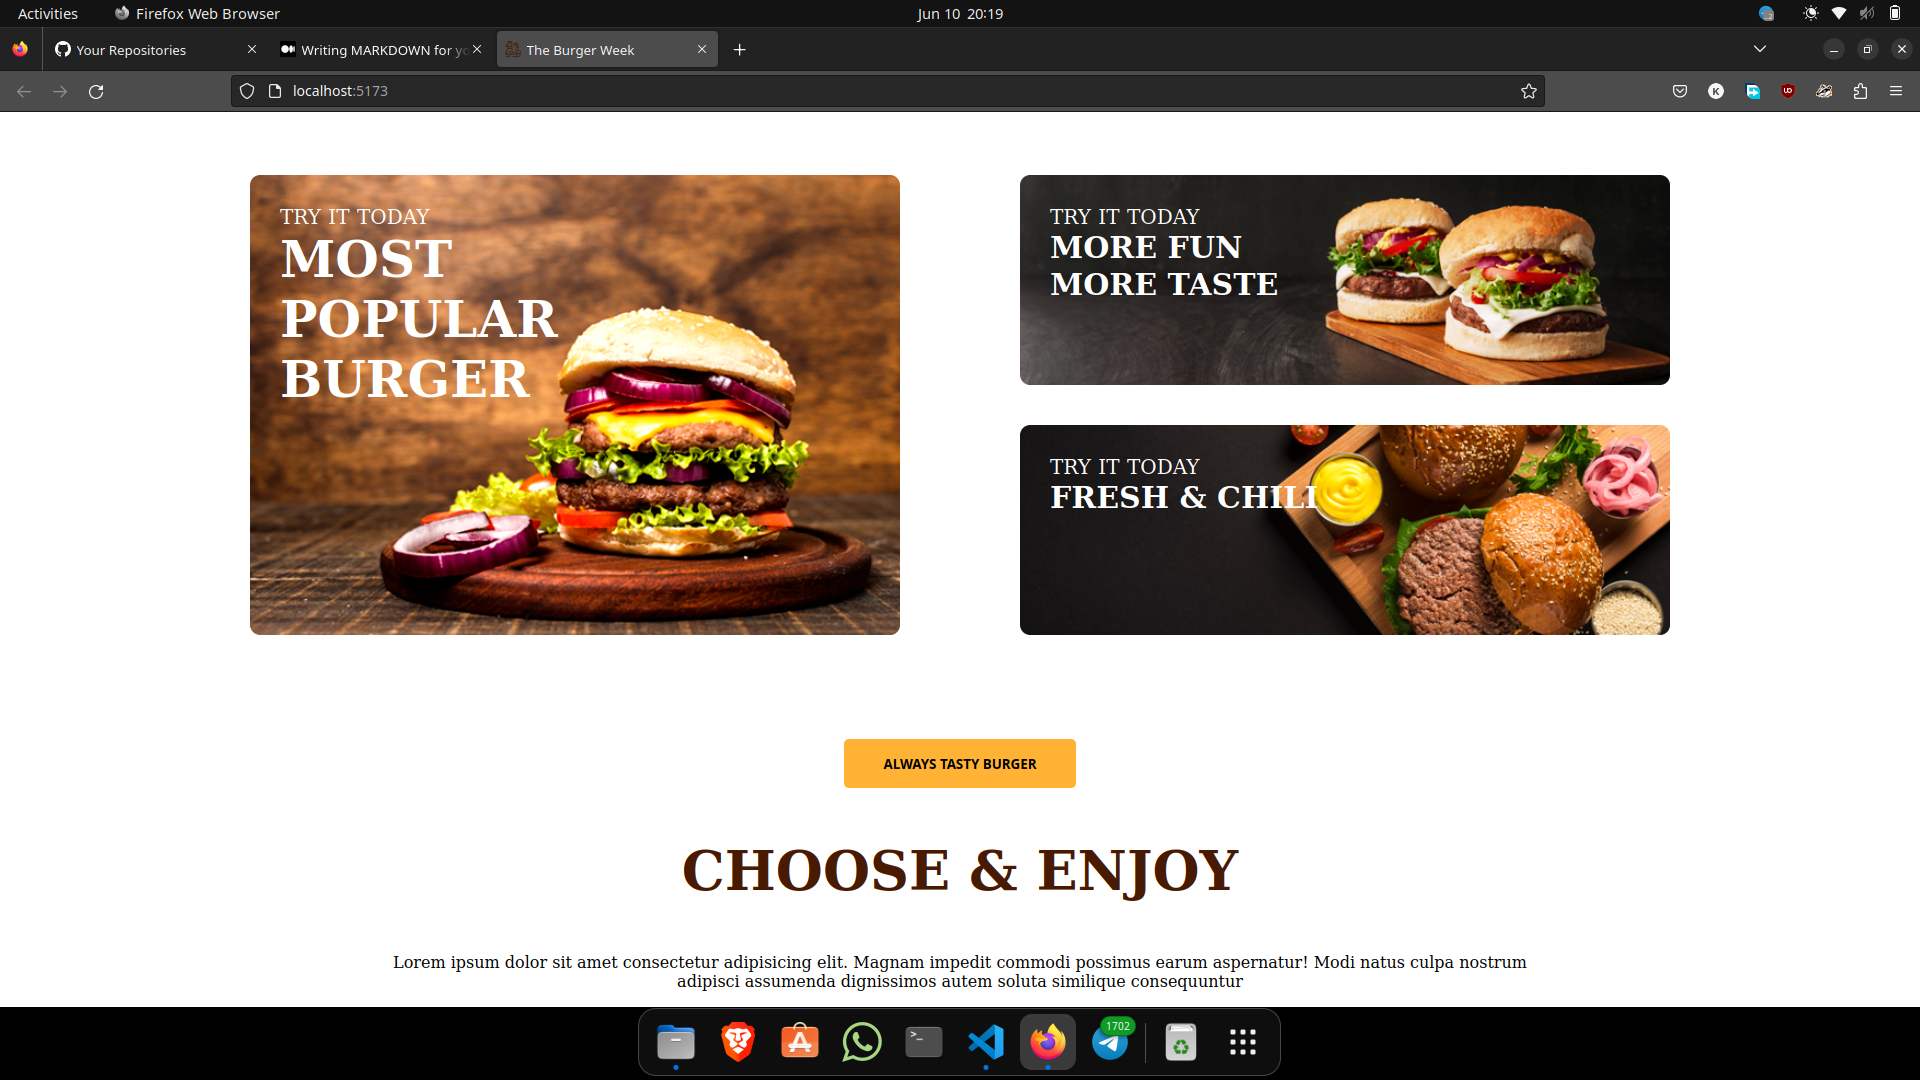 Activities
Firefox Web Browser
Jun 10 20:19
Your Repositories
Writing MARKDOWN for yo
The Burger Week
localhost:5173
TRY IT TODAY
MOST
POPULAR
BURGER
TRY IT TODAY
MORE FUN
MORE TASTE
TRY IT TODAY
FRESH & CHILI
ALWAYS TASTY BURGER
CHOOSE & ENJOY
Lorem ipsum dolor sit amet consectetur adipisicing elit. Magnam impedit commodi possimus earum aspernatur! Modi natus culpa nostrum
adipisci assumenda dignissimos autem soluta similique consequuntur
1702